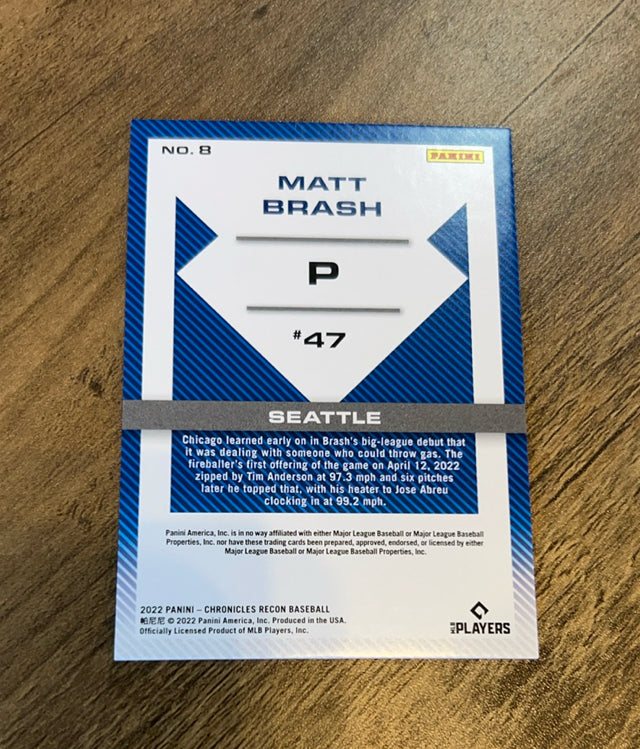 NO. 8
PANINI
MATT
BRASH
P
#47
SEATTLE
Chicago learned early on in Brash's big-league debut that
it was dealing with someone who could throw gas. The
fireballer's first offering of the game on April 12, 2022
zipped by Tim Anderson at 97.3 mph and six pitches
later he topped that, with his heater to Jose Abreu
clocking in at 99.2 mph.
Panini America, Inc. is in no way affiliated with either Major League Baseball or Major League Baseball
Properties, Inc. nor have these trading cards been prepared, approved, endorsed, or licensed by either
Major League Baseball or Major League Baseball Properties, Inc.
2022 PANINI – CHRONICLES RECON BASEBALL
帕尼尼 © 2022 Panini America, Inc. Produced in the USA.
Officially Licensed Product of MLB Players, Inc.
MLB PLAYERS